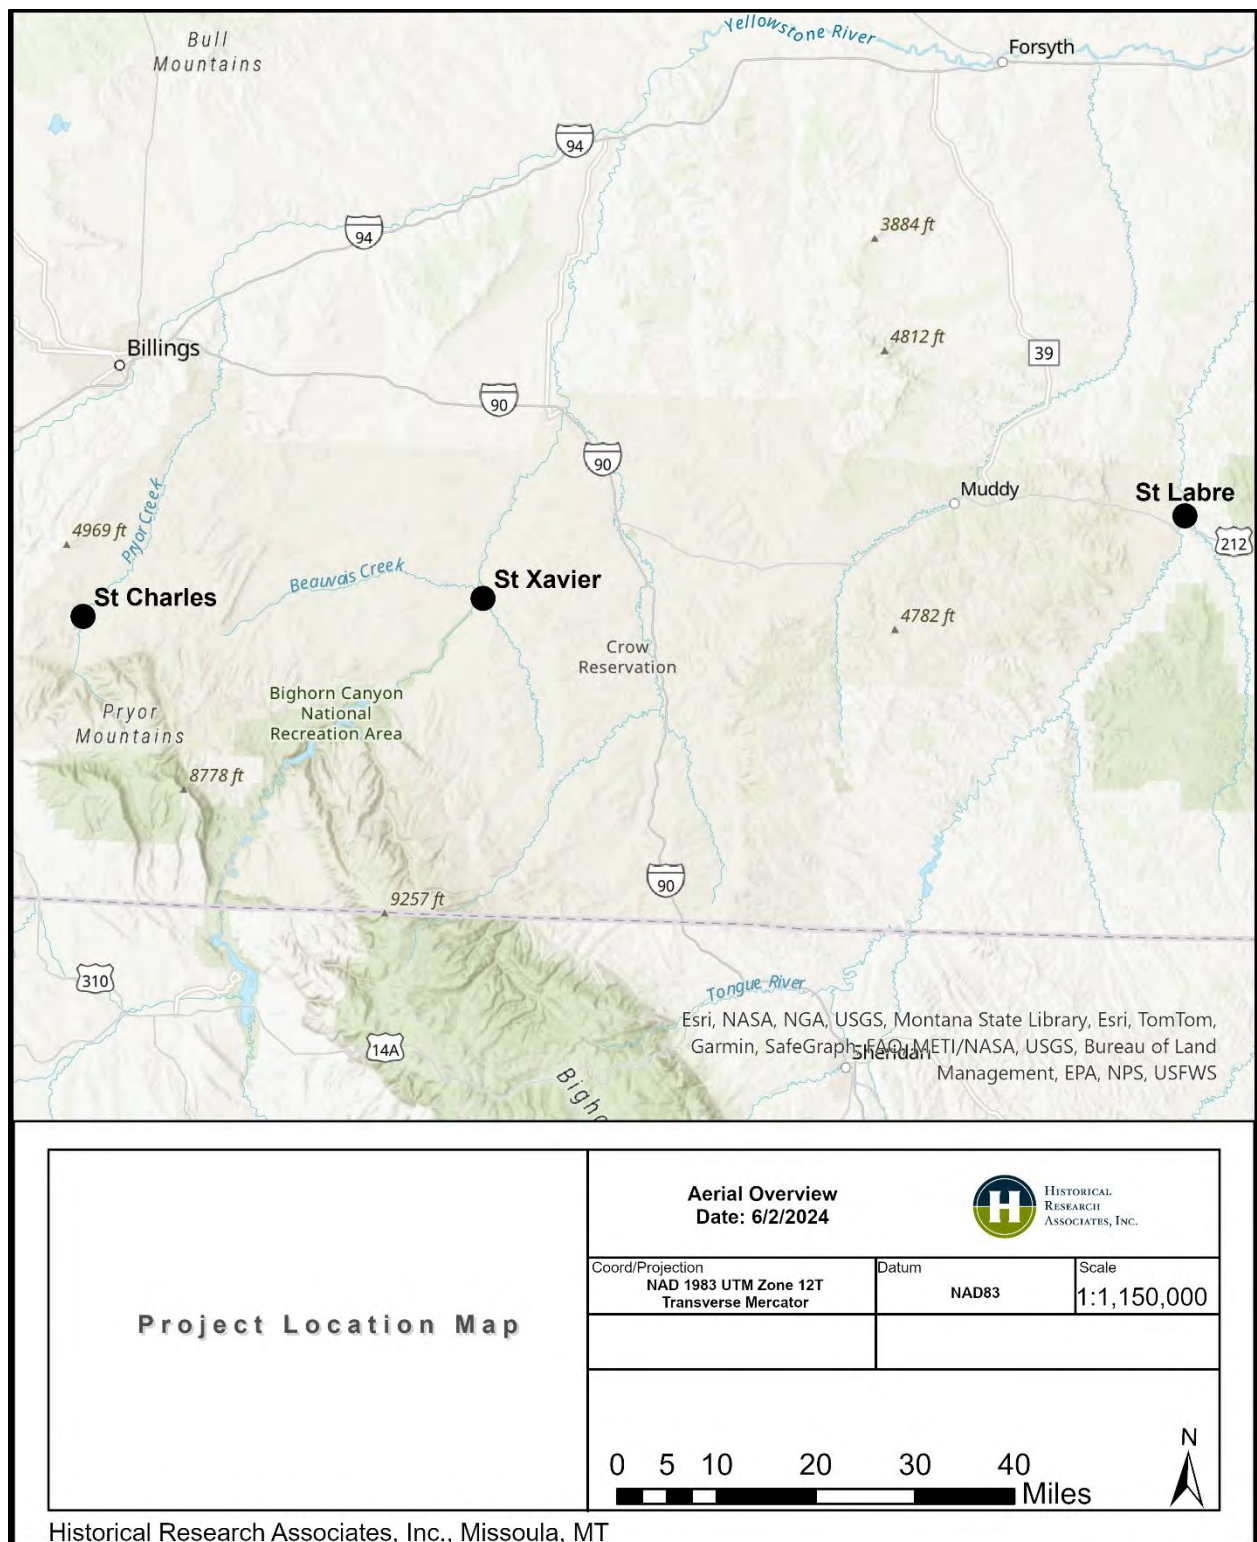 Bull
Mountains
Yellowstone River
Forsyth
94
94
3884 ft
4812 ft
39
Billings
90
90
Muddy
St Labre
212
4969 ft
Pryor Creek
Beauvais Creek
St Xavier
St Charles
4782 ft
Crow
Reservation
Bighorn Canyon
National
Recreation Area
Pryor
Mountains
8778 ft
90
9257 ft
310
Tongue River
14A
Esri, NASA, NGA, USGS, Montana State Library, Esri, TomTom,
Garmin, SafeGraph, FAO, METI/NASA, USGS, Bureau of Land
Management, EPA, NPS, USFWS
Sheridan
Project Location Map
Aerial Overview
Date: 6/2/2024
H
HISTORICAL
RESEARCH
ASSOCIATES, INC.
Coord/Projection
NAD 1983 UTM Zone 12T
Transverse Mercator
Datum
NAD83
Scale
1:1,150,000
0 5 10 20 30 40
Miles
N
Historical Research Associates, Inc., Missoula, MT